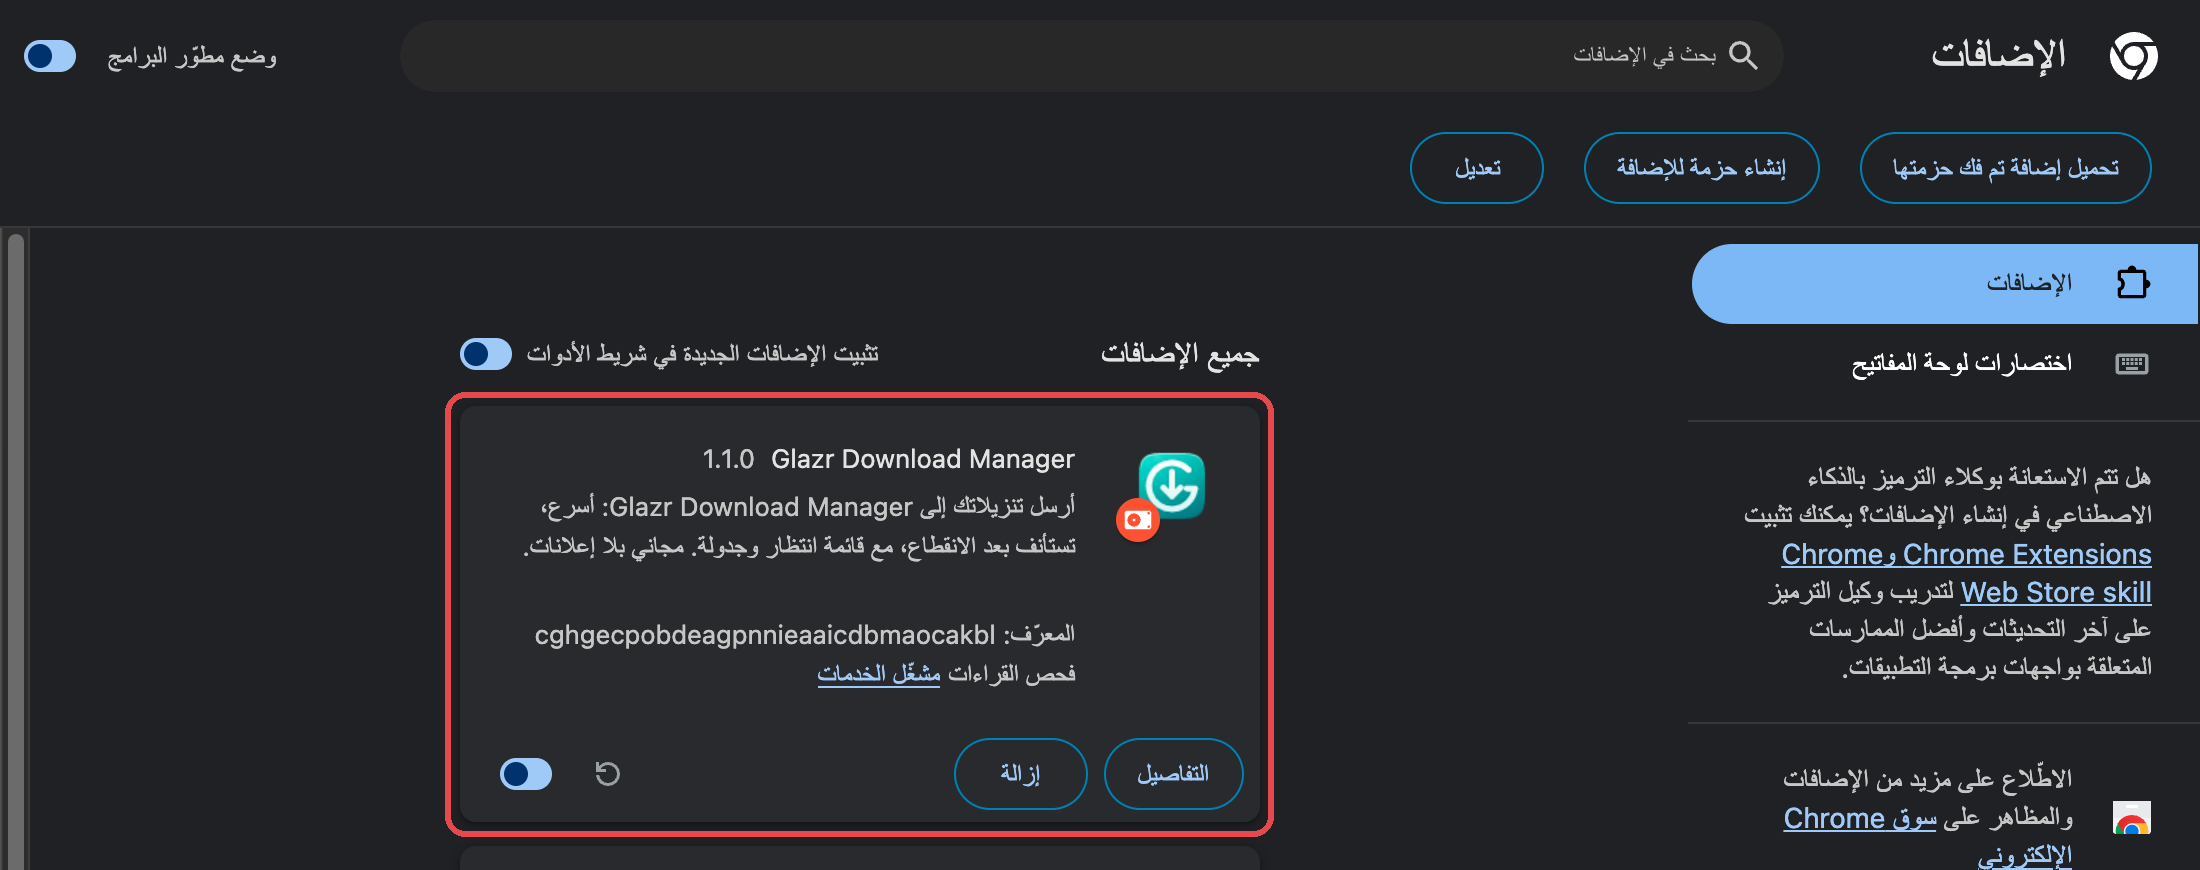 الإضافات
بحث في الإضافات
وضع مطوّر البرامج
تحميل إضافة تم فك حزمتها
إنشاء حزمة للإضافة
تعديل
الإضافات
اختصارات لوحة المفاتيح
هل تتم الاستعانة بوكلاء الترميز بالذكاء
الاصطناعي في إنشاء الإضافات؟ يمكنك تثبيت
Chrome Extensions وChrome
Web Store skill لتدريب وكيل الترميز
على آخر التحديثات وأفضل الممارسات
المتعلقة بواجهات برمجة التطبيقات.
الاطّلاع على مزيد من الإضافات
والمظاهر على سوق Chrome
الإلكتروني
جميع الإضافات
تثبيت الإضافات الجديدة في شريط الأدوات
Glazr Download Manager 1.1.0
أرسل تنزيلاتك إلى Glazr Download Manager: أسرع،
تستأنف بعد الانقطاع، مع قائمة انتظار وجدولة. مجاني بلا إعلانات.
المعرّف: cghgecpobdeagpnnieaaicdbmaocakbl
فحص القراءات مشغّل الخدمات
التفاصيل
إزالة